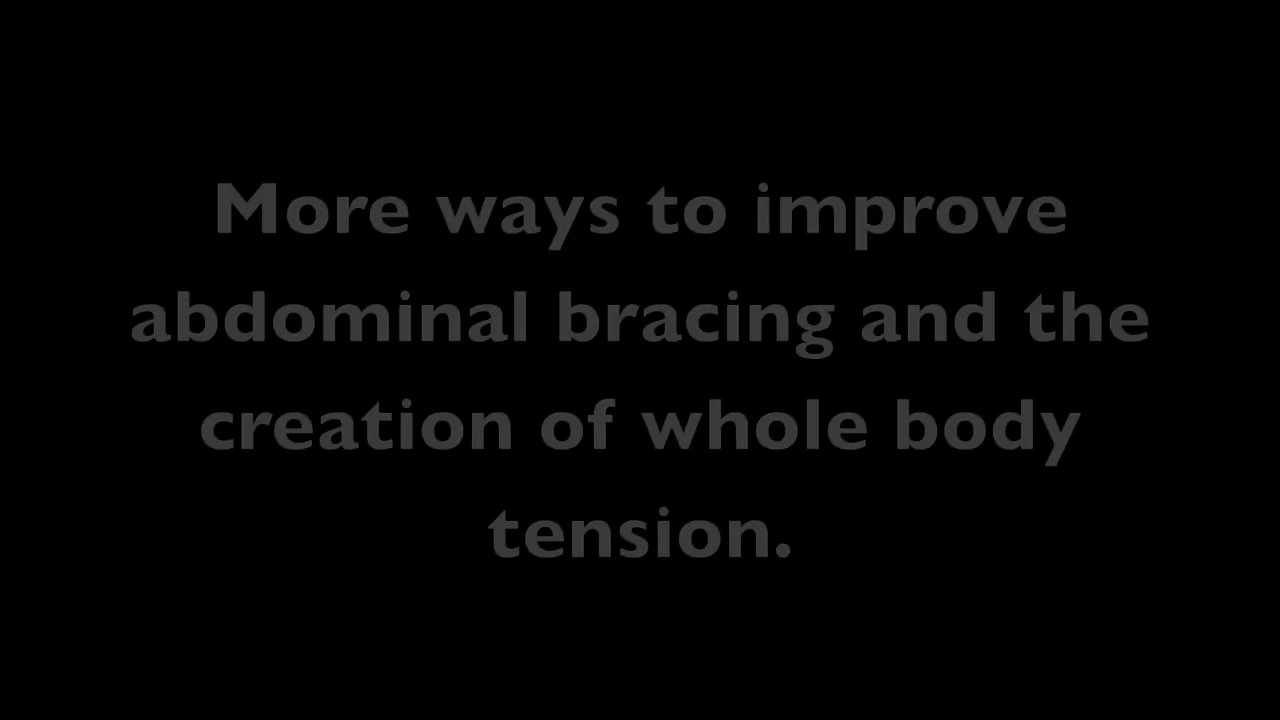 More ways to improve
abdominal bracing and the
creation of whole body
tension.